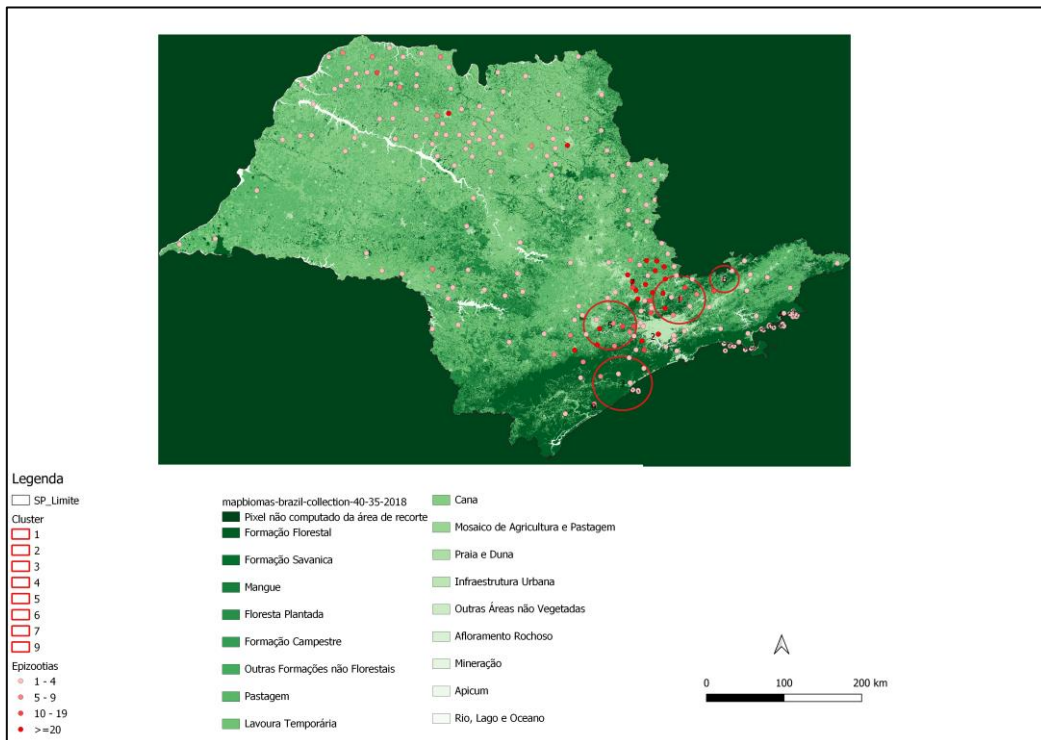 Legenda
SP_Limite
Cluster
1
2
3
4
5
6
7
9
Epizootias
1 - 4
5 - 9
10 - 19
>=20
mapbiomas-brazil-collection-40-35-2018
Pixel não computado da área de recorte
Formação Florestal
Formação Savanica
Mangue
Floresta Plantada
Formação Campestre
Outras Formações não Florestais
Pastagem
Lavoura Temporária
Cana
Mosaico de Agricultura e Pastagem
Praia e Duna
Infraestrutura Urbana
Outras Áreas não Vegetadas
Afloramento Rochoso
Mineração
Apicum
Rio, Lago e Oceano
0 100 200 km